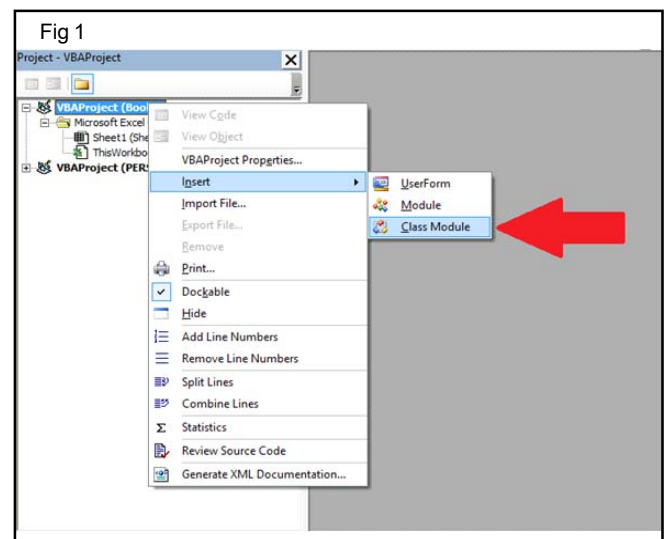 Fig 1
Project - VBAProject
VBAProject (Boo
Microsoft Excel
Sheet1 (She
ThisWorkbo
VBAProject (PERS
View Code
View Object
VBAProject Properties...
Insert
Import File...
Export File...
Remove
Print...
Dockable
Hide
Add Line Numbers
Remove Line Numbers
Split Lines
Combine Lines
Statistics
Review Source Code
Generate XML Documentation...
UserForm
Module
Class Module